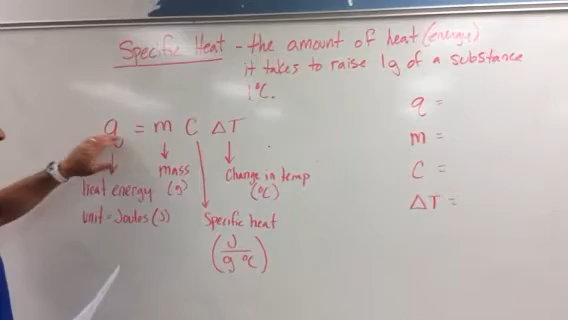 Specific Heat - the amount of heat (energy)
it takes to raise 1g of a substance
1°C.
q = m C ΔT
heat energy
unit = Joules (J)
mass
(g)
Change in temp
(°C)
Specific heat
(J / g °C)
q =
m =
C =
ΔT =